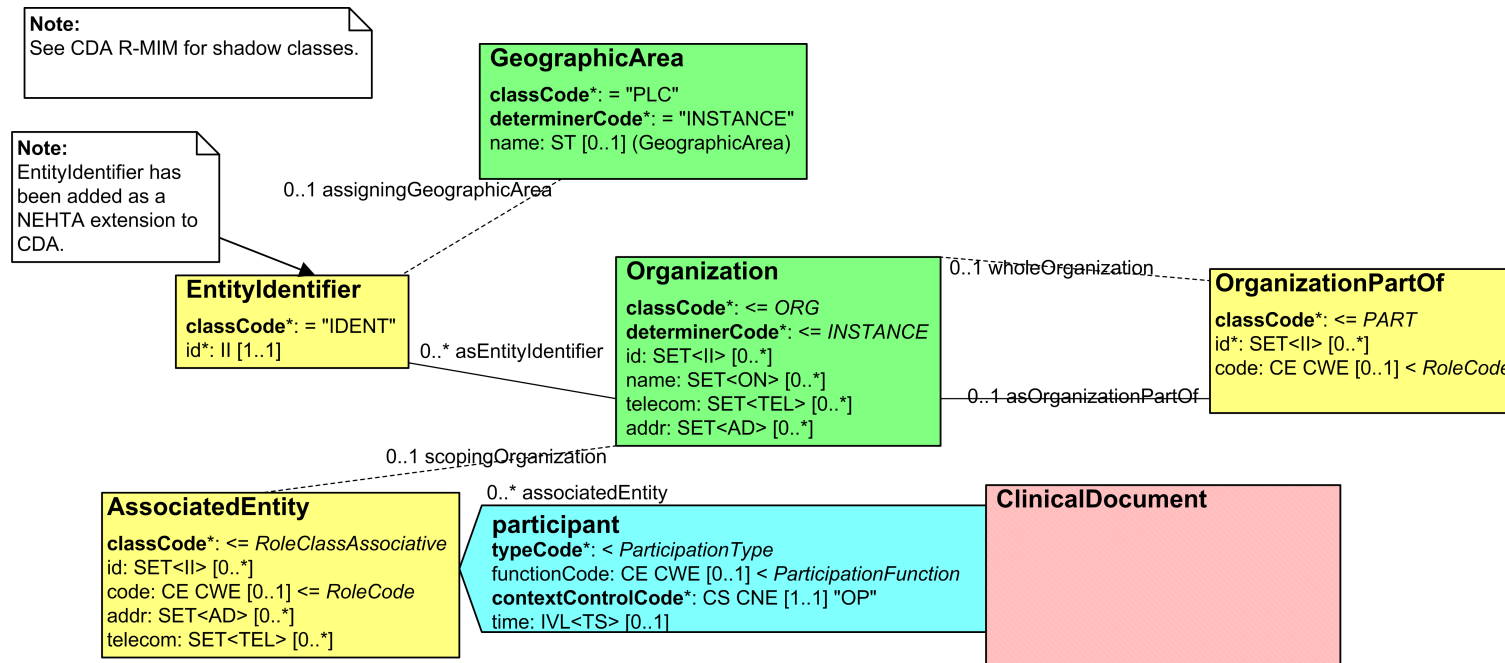 Note:
See CDA R-MIM for shadow classes.
GeographicArea
classCode*: = "PLC"
determinerCode*: = "INSTANCE"
name: ST [0..1] (GeographicArea)
Note:
EntityIdentifier has
been added as a
NEHTA extension to
CDA.
0..1 assigningGeographicArea
EntityIdentifier
classCode*: = "IDENT"
id*: II [1..1]
0..* asEntityIdentifier
Organization
classCode*: <= ORG
determinerCode*: <= INSTANCE
id: SET<II> [0..*]
name: SET<ON> [0..*]
telecom: SET<TEL> [0..*]
addr: SET<AD> [0..*]
0..1 wholeOrganization
OrganizationPartOf
classCode*: <= PART
id*: SET<II> [0..*]
code: CE CWE [0..1] < RoleCode
0..1 asOrganizationPartOf
0..1 scopingOrganization
AssociatedEntity
classCode*: <= RoleClassAssociative
id: SET<II> [0..*]
code: CE CWE [0..1] <= RoleCode
addr: SET<AD> [0..*]
telecom: SET<TEL> [0..*]
0..* associatedEntity
participant
typeCode*: < ParticipationType
functionCode: CE CWE [0..1] < ParticipationFunction
contextControlCode*: CS CNE [1..1] "OP"
time: IVL<TS> [0..1]
ClinicalDocument